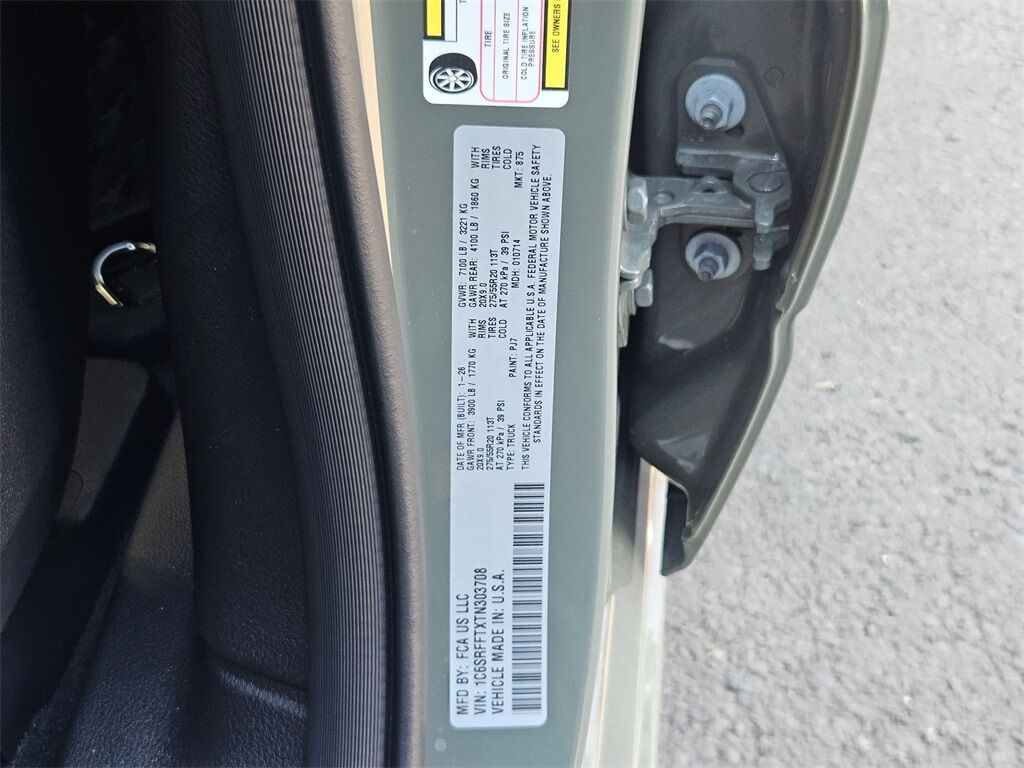 TIRE
ORIGINAL TIRE SIZE
COLD TIRE INFLATION
PRESSURE
SEE OWNERS
MFD BY: FCA US LLC
VIN: 1C6SRFFTXTN303708
VEHICLE MADE IN: U.S.A.
DATE OF MFR (BUILT): 1-26 GVWR: 7100 LB / 3221 KG
GAWR FRONT: 3900 LB / 1770 KG WITH GAWR REAR: 4100 LB / 1860 KG WITH
20X9.0 RIMS 20X9.0 RIMS
275/55R20 113T TIRES 275/55R20 113T TIRES
AT 270 kPa / 39 PSI COLD AT 270 kPa / 39 PSI COLD
TYPE: TRUCK PAINT: PJ7 MDH: 010714 MKT: 875
THIS VEHICLE CONFORMS TO ALL APPLICABLE U.S.A. FEDERAL MOTOR VEHICLE SAFETY
STANDARDS IN EFFECT ON THE DATE OF MANUFACTURE SHOWN ABOVE.